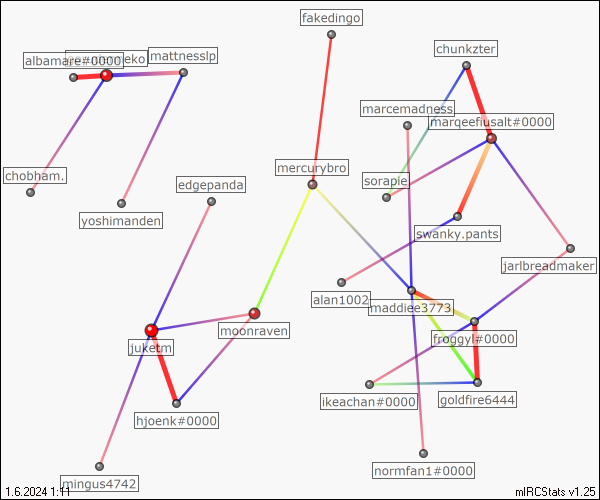 fakedingo
chunkzter
mattnesslp
albamare#0000
marcemadness
marqeefiusalt#0000
mercurybro
chobham.
edgepanda
sorapie
yoshimanden
swanky.pants
jarlbreadmaker
alan1002
maddiee3773
moonraven
froggyl#0000
juketm
ikeachan#0000
goldfire6444
hjoenk#0000
normfan1#0000
mingus4742
1.6.2024 1:11
mIRCStats v1.25